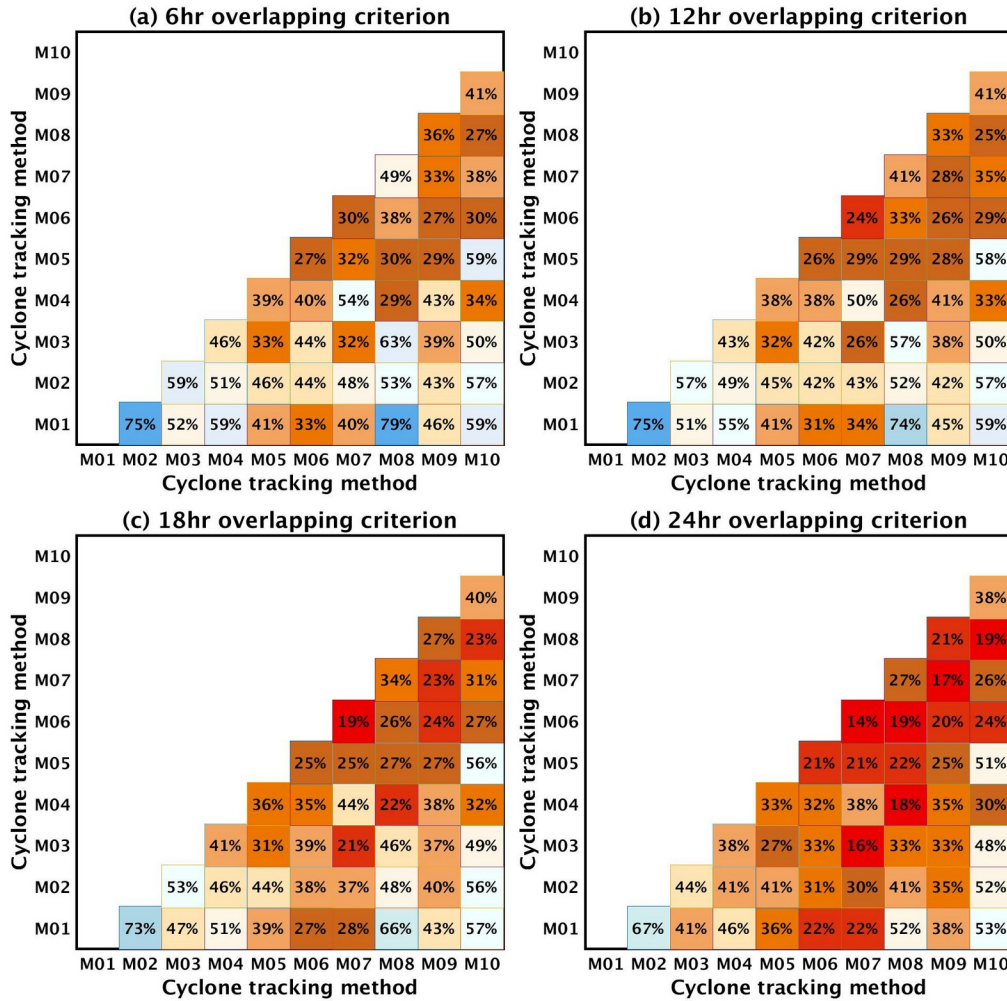 (a) 6hr overlapping criterion
M10
M09 41%
M08 36% 27%
M07 49% 33% 38%
M06 30% 38% 27% 30%
M05 27% 32% 30% 29% 59%
M04 39% 40% 54% 29% 43% 34%
M03 46% 33% 44% 32% 63% 39% 50%
M02 59% 51% 46% 44% 48% 53% 43% 57%
M01 75% 52% 59% 41% 33% 40% 79% 46% 59%
M01 M02 M03 M04 M05 M06 M07 M08 M09 M10
Cyclone tracking method
Cyclone tracking method
(b) 12hr overlapping criterion
M10
M09 41%
M08 33% 25%
M07 41% 28% 35%
M06 24% 33% 26% 29%
M05 26% 29% 29% 28% 58%
M04 38% 38% 50% 26% 41% 33%
M03 43% 32% 42% 26% 57% 38% 50%
M02 57% 49% 45% 42% 43% 52% 42% 57%
M01 75% 51% 55% 41% 31% 34% 74% 45% 59%
M01 M02 M03 M04 M05 M06 M07 M08 M09 M10
Cyclone tracking method
Cyclone tracking method
(c) 18hr overlapping criterion
M10
M09 40%
M08 27% 23%
M07 34% 23% 31%
M06 19% 26% 24% 27%
M05 25% 25% 27% 27% 56%
M04 36% 35% 44% 22% 38% 32%
M03 41% 31% 39% 21% 46% 37% 49%
M02 53% 46% 44% 38% 37% 48% 40% 56%
M01 73% 47% 51% 39% 27% 28% 66% 43% 57%
M01 M02 M03 M04 M05 M06 M07 M08 M09 M10
Cyclone tracking method
Cyclone tracking method
(d) 24hr overlapping criterion
M10
M09 38%
M08 21% 19%
M07 27% 17% 26%
M06 14% 19% 20% 24%
M05 21% 21% 22% 25% 51%
M04 33% 32% 38% 18% 35% 30%
M03 38% 27% 33% 16% 33% 33% 48%
M02 44% 41% 41% 31% 30% 41% 35% 52%
M01 67% 41% 46% 36% 22% 22% 52% 38% 53%
M01 M02 M03 M04 M05 M06 M07 M08 M09 M10
Cyclone tracking method
Cyclone tracking method